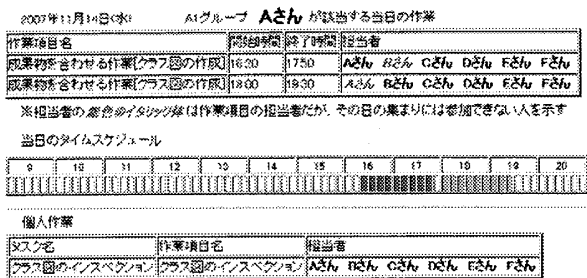 2007年11月14日(水) A1グループ Aさん が該当する当日の作業
作業項目名 開始時間 終了時間 担当者
成果物を合わせる作業[クラス図の作成] 16:30 17:50 Aさん Bさん Cさん Dさん Eさん Fさん
成果物を合わせる作業[クラス図の作成] 18:00 19:30 Aさん Bさん Cさん Dさん Eさん Fさん
※担当者の緑色のイタリック体は作業項目の担当者だが、その日の集まりには参加できない人を示す
当日のタイムスケジュール
9 10 11 12 13 14 15 16 17 18 19 20
個人作業
タスク名 作業項目名 担当者
クラス図のインスペクション クラス図のインスペクション Aさん Bさん Cさん Dさん Eさん Fさん